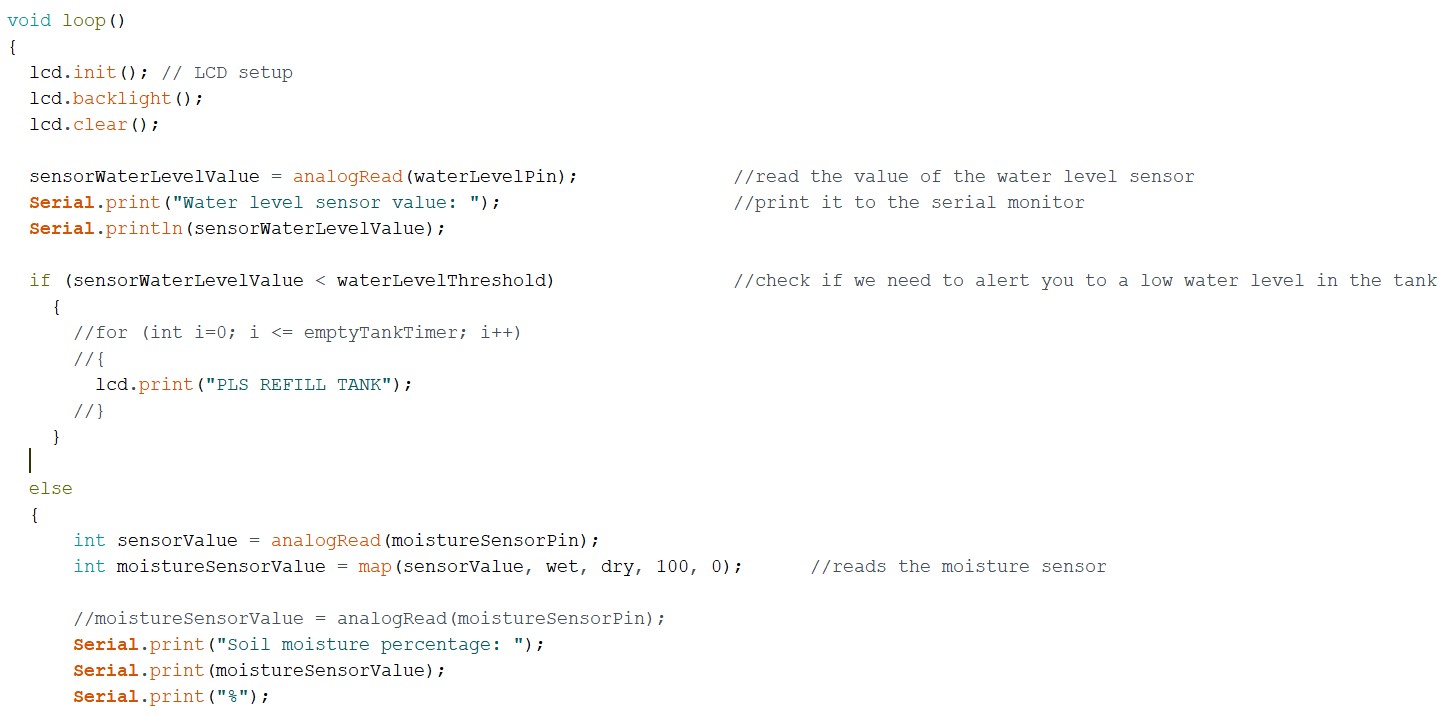 void loop()
{
lcd.init(); // LCD setup
lcd.backlight();
lcd.clear();
sensorWaterLevelValue = analogRead(waterLevelPin); //read the value of the water level sensor
Serial.print("Water level sensor value: "); //print it to the serial monitor
Serial.println(sensorWaterLevelValue);
if (sensorWaterLevelValue < waterLevelThreshold) //check if we need to alert you to a low water level in the tank
{
//for (int i=0; i <= emptyTankTimer; i++)
//{
lcd.print("PLS REFILL TANK");
//}
}
else
{
int sensorValue = analogRead(moistureSensorPin);
int moistureSensorValue = map(sensorValue, wet, dry, 100, 0); //reads the moisture sensor
//moistureSensorValue = analogRead(moistureSensorPin);
Serial.print("Soil moisture percentage: ");
Serial.print(moistureSensorValue);
Serial.print("%");